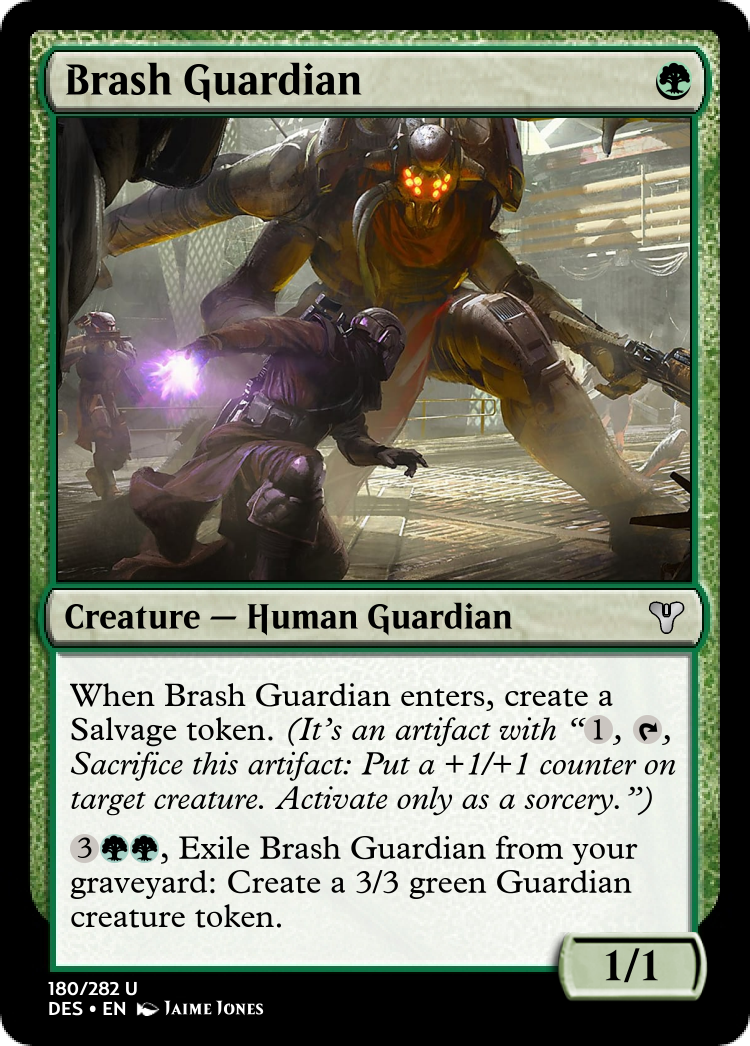 Brash Guardian
Creature — Human Guardian
When Brash Guardian enters, create a
Salvage token. (It's an artifact with “1, ,
Sacrifice this artifact: Put a +1/+1 counter on
target creature. Activate only as a sorcery.”)
3, Exile Brash Guardian from your
graveyard: Create a 3/3 green Guardian
creature token.
1/1
180/282 U
DES • EN JAIME JONES